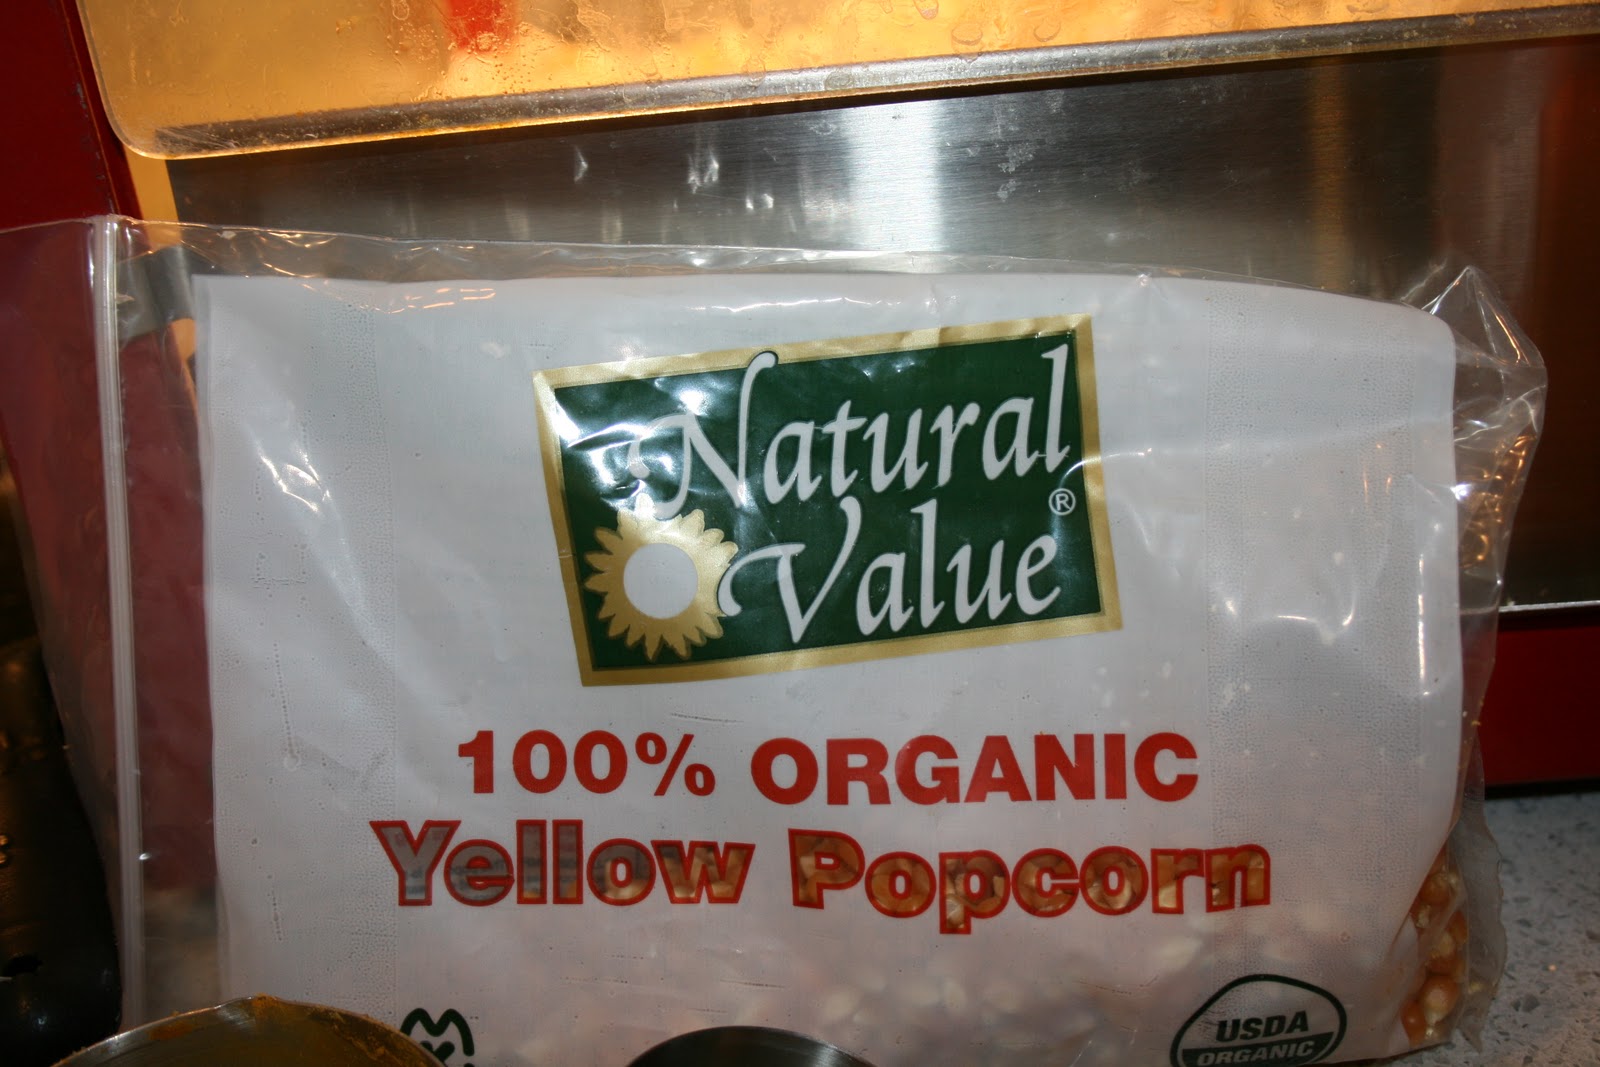 Natural
Value®
100% ORGANIC
Yellow Popcorn
USDA
ORGANIC